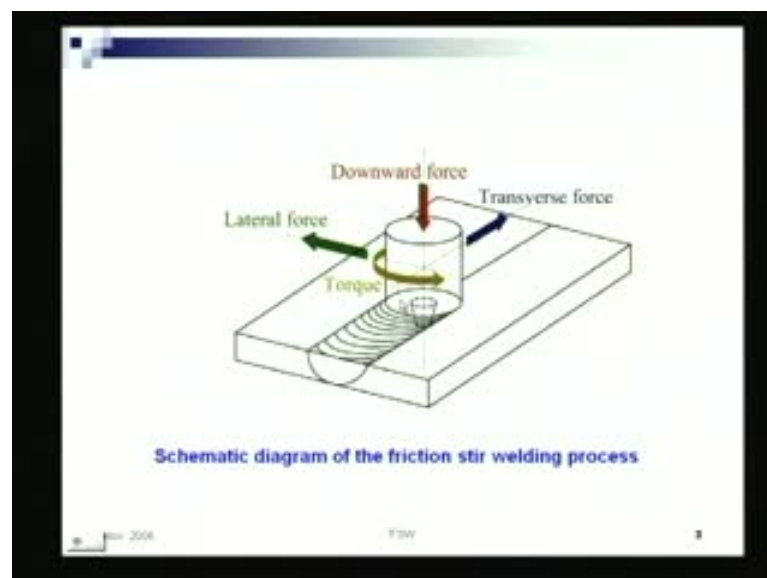 Downward force
Transverse force
Lateral force
Torque
Schematic diagram of the friction stir welding process
2006
FSW
3